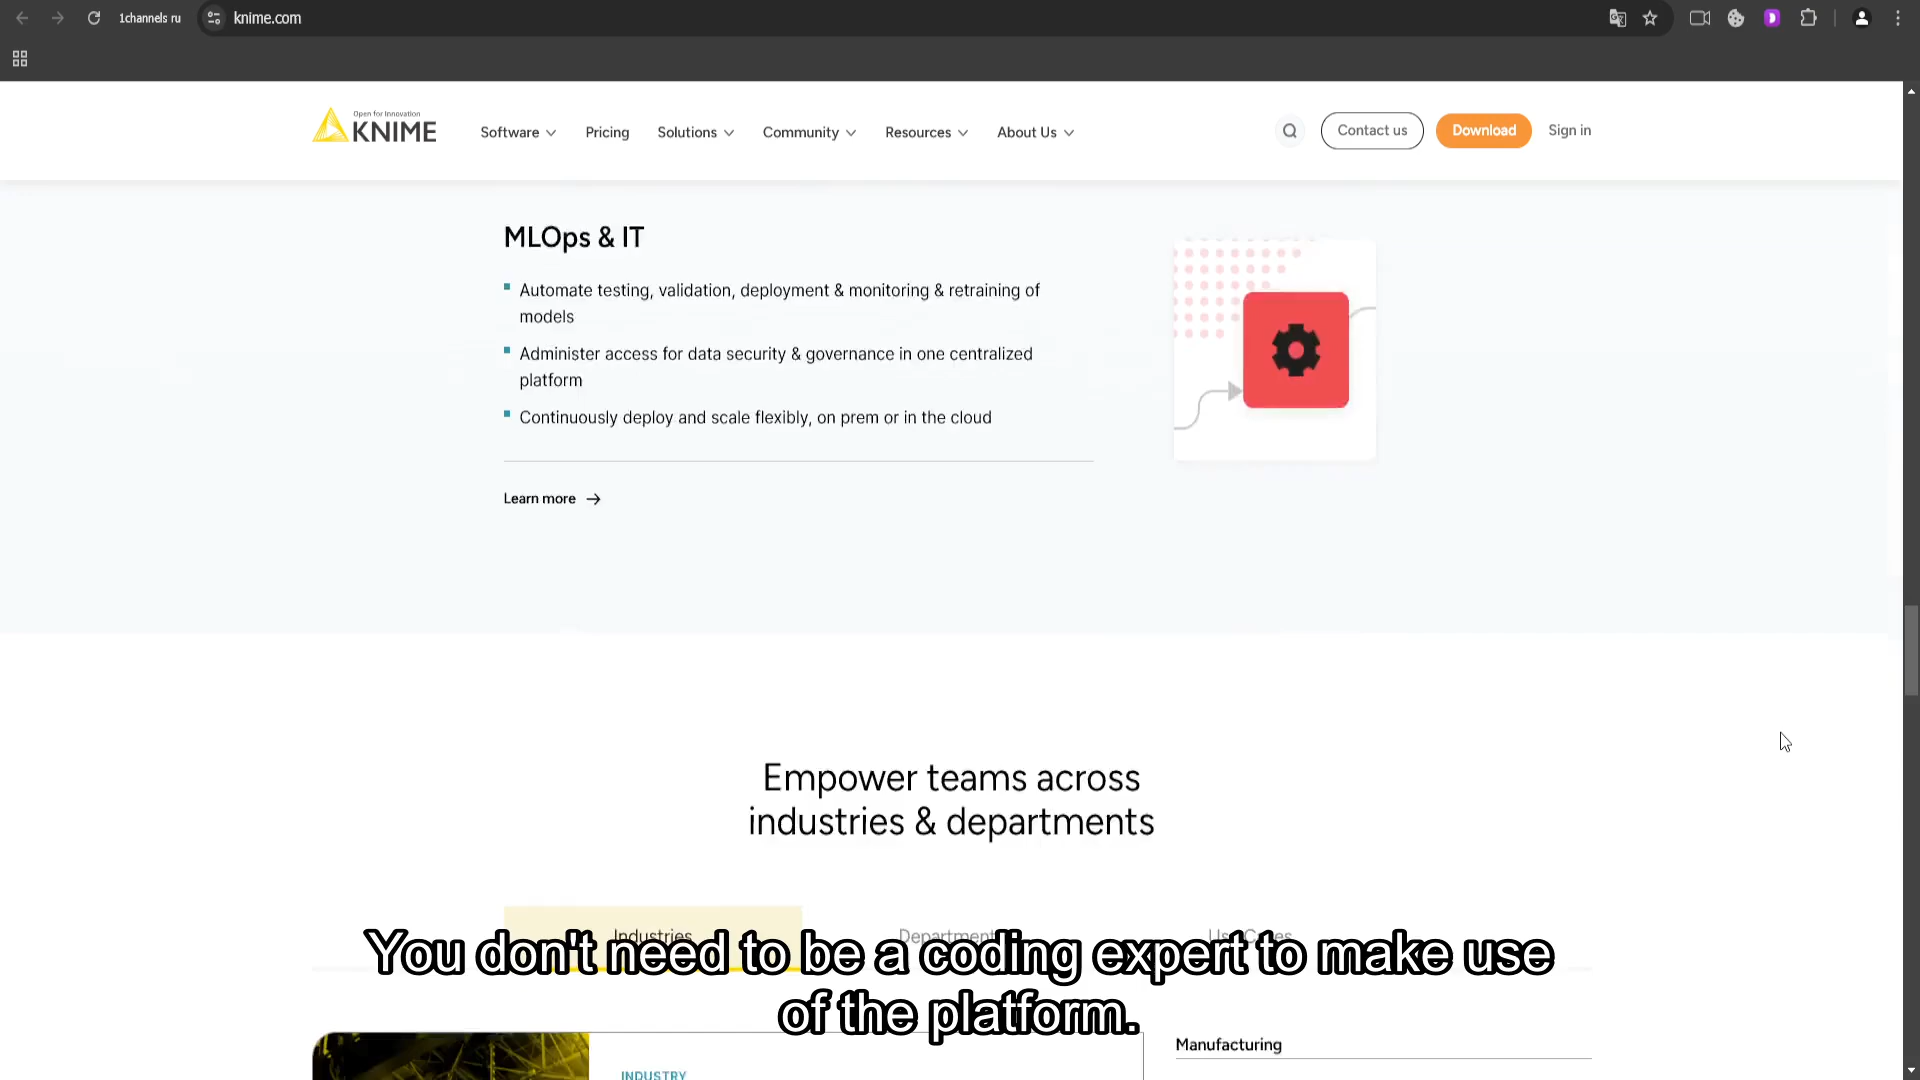 1channels ru
knime.com
Open for Innovation
KNIME
Software
Pricing
Solutions
Community
Resources
About Us
Contact us
Download
Sign in
MLOps & IT
Automate testing, validation, deployment & monitoring & retraining of
models
Administer access for data security & governance in one centralized
platform
Continuously deploy and scale flexibly, on prem or in the cloud
Learn more
Empower teams across
industries & departments
Industries
Departments
Use Cases
You don't need to be a coding expert to make use
of the platform.
Manufacturing
INDUSTRY